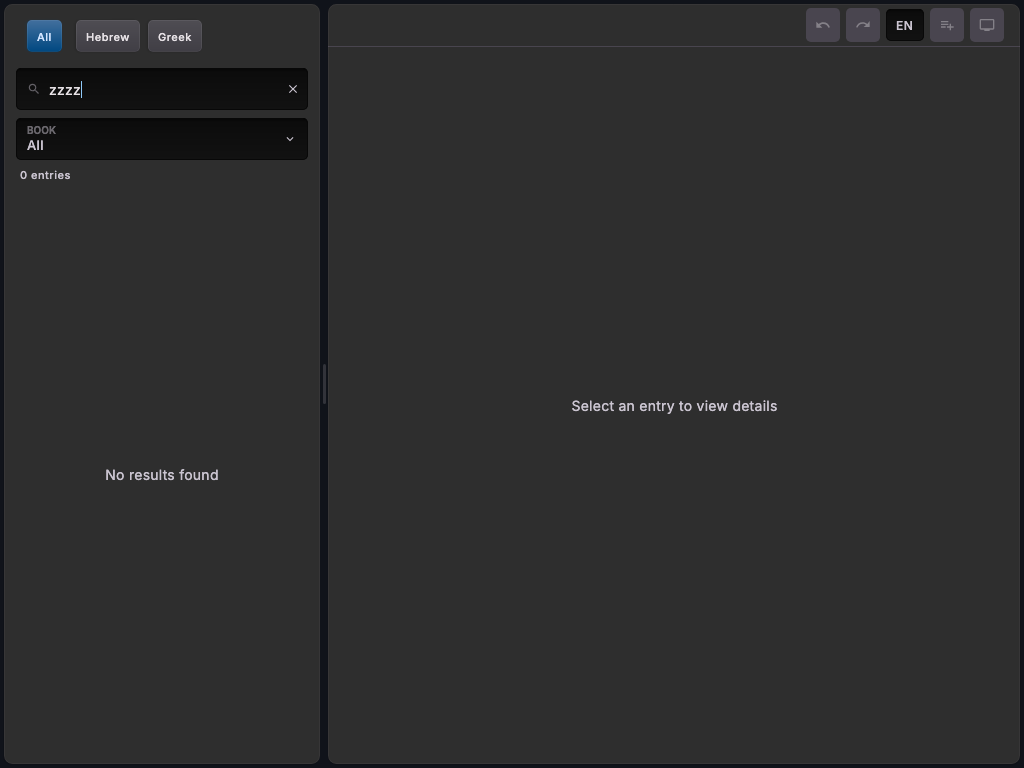 All
Hebrew
Greek
zzzz
BOOK
All
0 entries
No results found
EN
Select an entry to view details